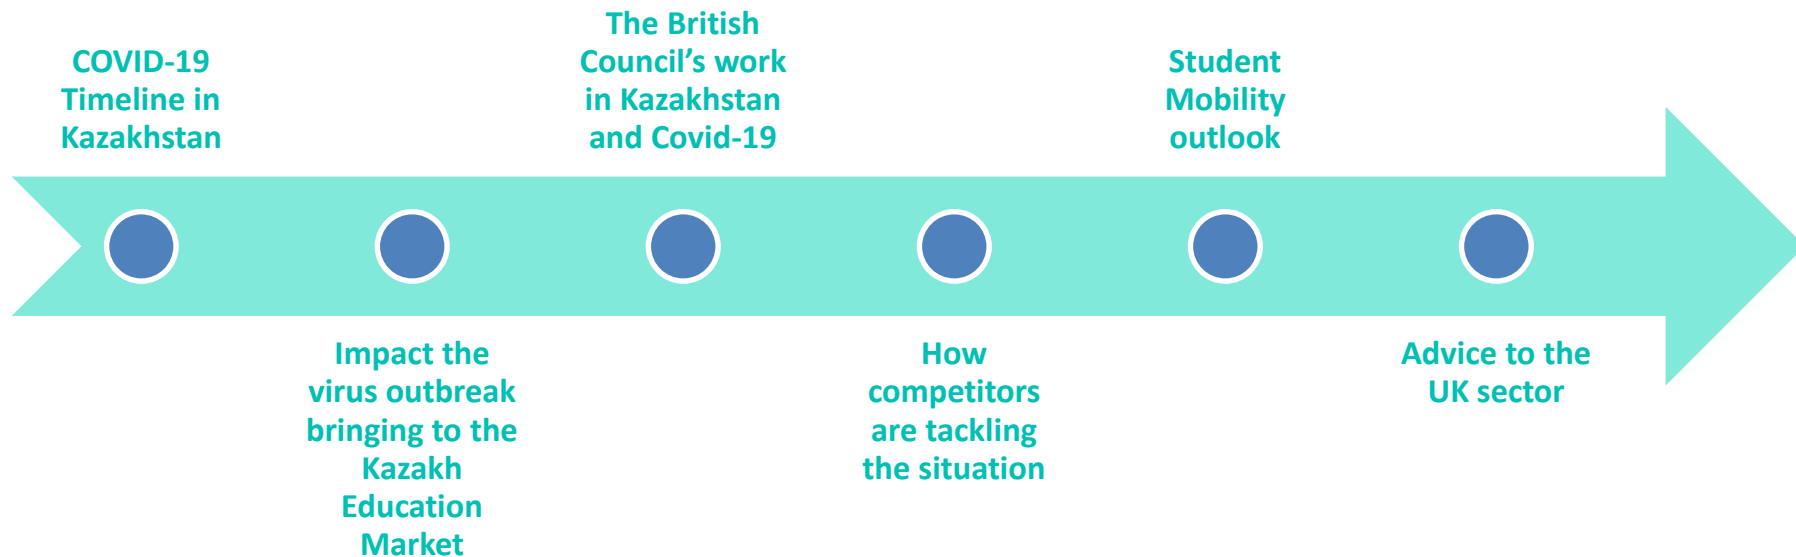 COVID-19
Timeline in
Kazakhstan
Impact the
virus outbreak
bringing to the
Kazakh
Education
Market
The British
Council’s work
in Kazakhstan
and Covid-19
How
competitors
are tackling
the situation
Student
Mobility
outlook
Advice to the
UK sector